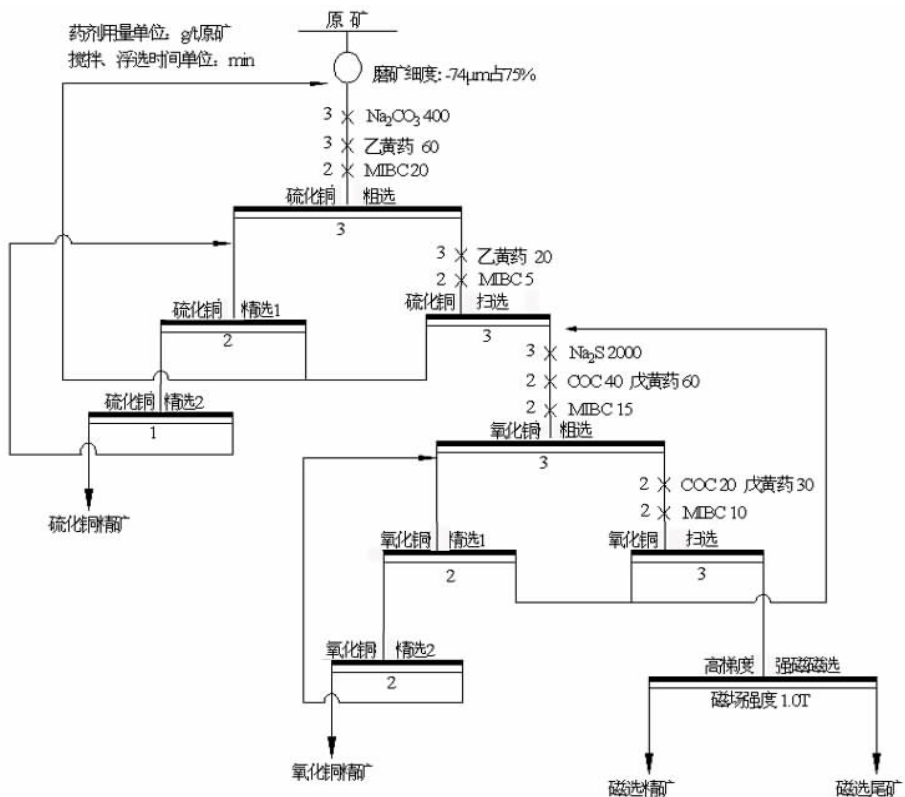 原矿
药剂用量单位：g/t原矿
搅拌、浮选时间单位：min
磨矿细度：-74μm占75%
3 Na₂CO₃ 400
3 乙黄药 60
2 MIBC 20
硫化铜 粗选
3
3 乙黄药 20
2 MIBC 5
硫化铜 精选1
2
硫化铜 扫选
3
3 Na₂S 2000
2 COC 40 戊黄药 60
2 MIBC 15
硫化铜 精选2
1
氧化铜 粗选
3
硫化铜精矿
2 COC 20 戊黄药 30
2 MIBC 10
氧化铜 精选1
2
氧化铜 扫选
3
氧化铜 精选2
2
高梯度 强磁磁选
磁场强度 1.0T
氧化铜精矿
磁选精矿
磁选尾矿